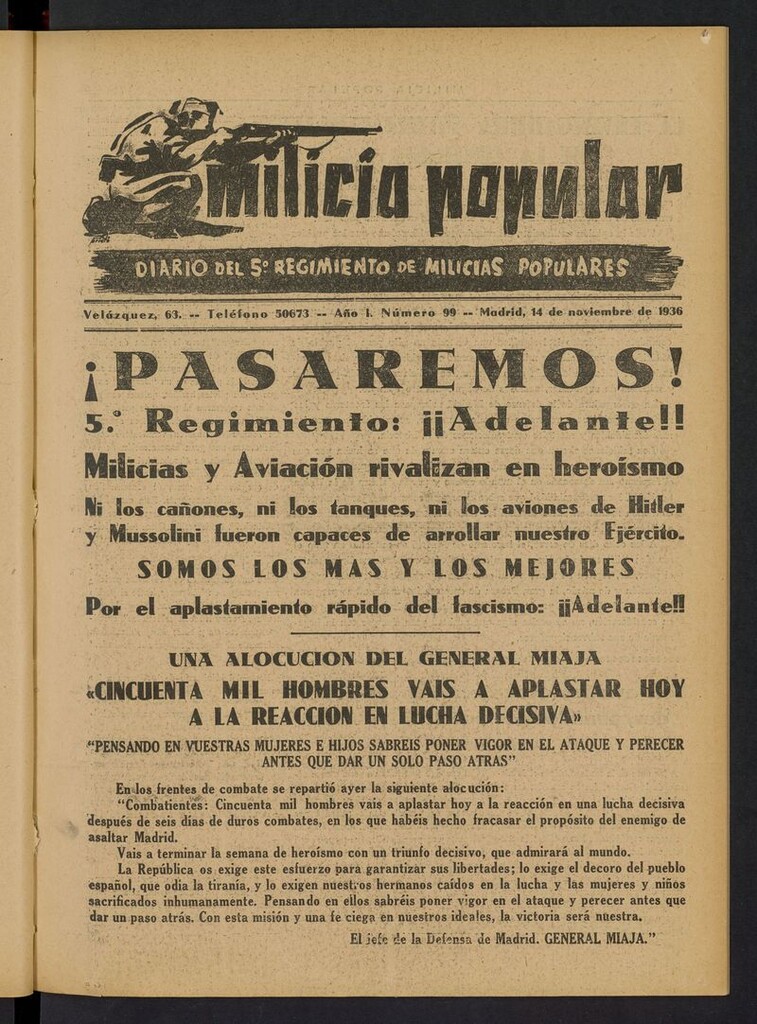 milicia popular
DIARIO DEL 5º REGIMIENTO DE MILICIAS POPULARES
Velázquez, 63. -- Teléfono 50673 -- Año I. Número 99 -- Madrid, 14 de noviembre de 1936
¡PASAREMOS!
5.º Regimiento: ¡¡Adelante!!
Milicias y Aviación rivalizan en heroísmo
Ni los cañones, ni los tanques, ni los aviones de Hitler
y Mussolini fueron capaces de arrollar nuestro Ejército.
SOMOS LOS MAS Y LOS MEJORES
Por el aplastamiento rápido del fascismo: ¡¡Adelante!!
UNA ALOCUCION DEL GENERAL MIAJA
«CINCUENTA MIL HOMBRES VAIS A APLASTAR HOY
A LA REACCION EN LUCHA DECISIVA»
"PENSANDO EN VUESTRAS MUJERES E HIJOS SABREIS PONER VIGOR EN EL ATAQUE Y PERECER
ANTES QUE DAR UN SOLO PASO ATRAS"
En los frentes de combate se repartió ayer la siguiente alocución:
"Combatientes: Cincuenta mil hombres vais a aplastar hoy a la reacción en una lucha decisiva
después de seis días de duros combates, en los que habéis hecho fracasar el propósito del enemigo de
asaltar Madrid.
Vais a terminar la semana de heroísmo con un triunfo decisivo, que admirará al mundo.
La República os exige este esfuerzo para garantizar sus libertades; lo exige el decoro del pueblo
español, que odia la tiranía, y lo exigen nuestros hermanos caídos en la lucha y las mujeres y niños
sacrificados inhumanamente. Pensando en ellos sabréis poner vigor en el ataque y perecer antes que
dar un paso atrás. Con esta misión y una fe ciega en nuestros ideales, la victoria será nuestra.
El jefe de la Defensa de Madrid. GENERAL MIAJA."